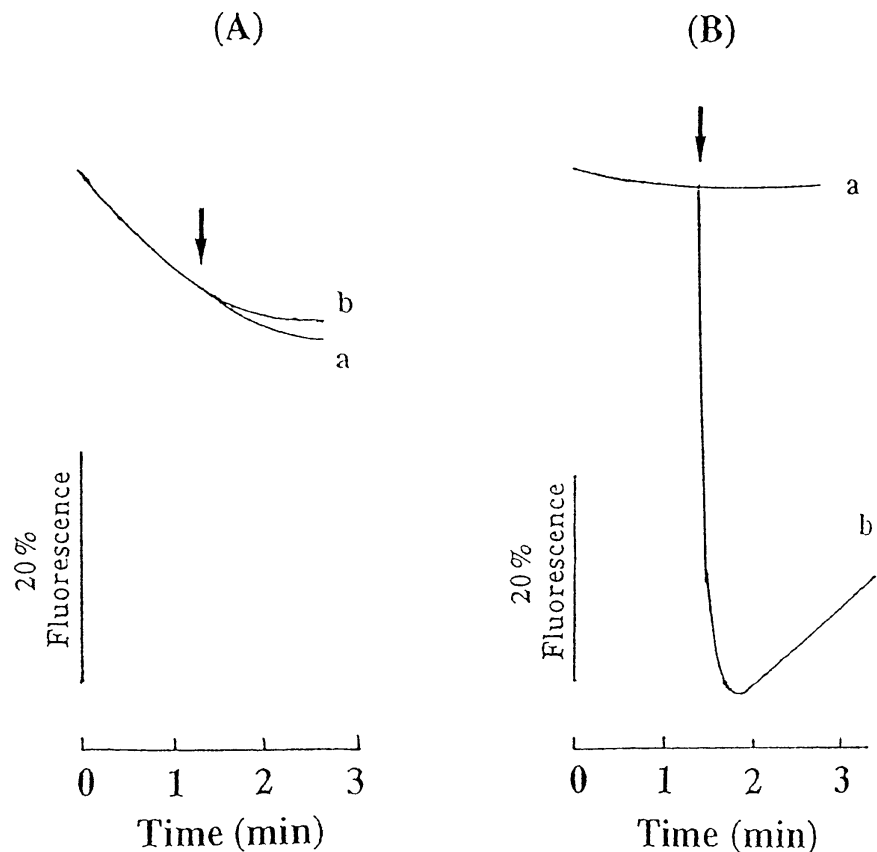 (A)
b
a
20%
Fluorescence
0 1 2 3
Time (min)
(B)
a
b
20%
Fluorescence
0 1 2 3
Time (min)